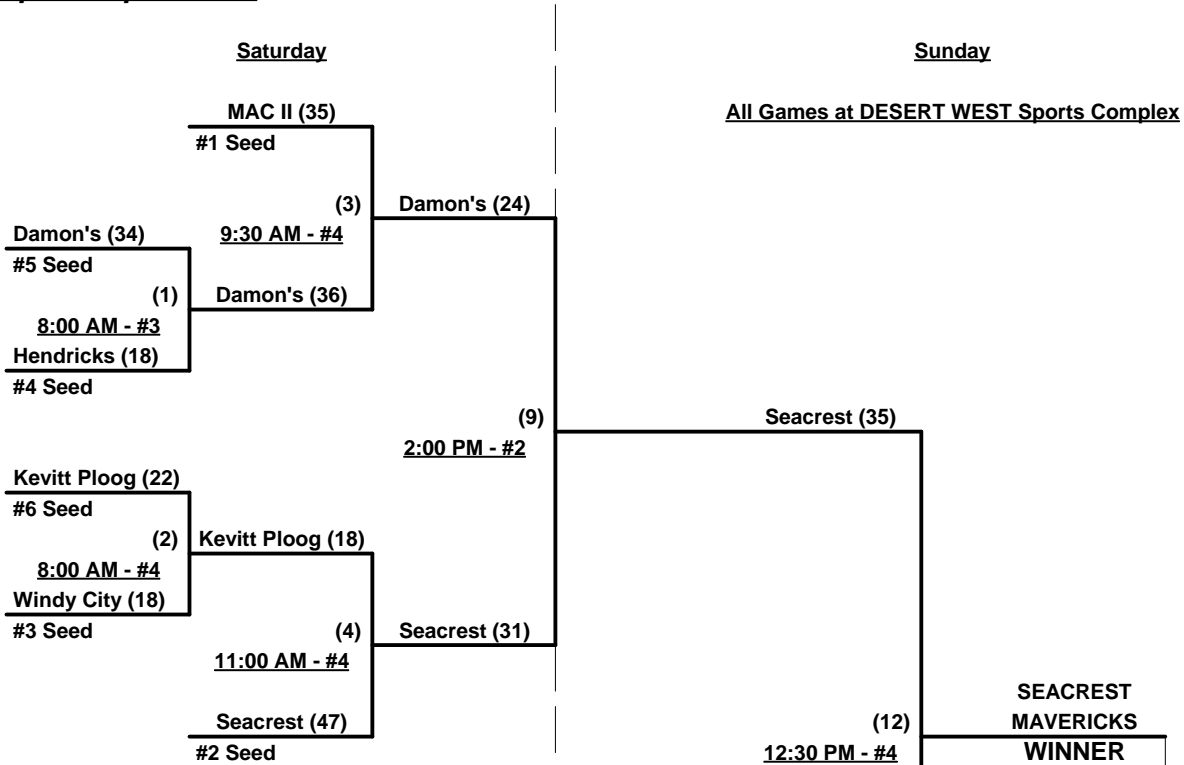 Saturday
Sunday
MAC II (35)
All Games at DESERT WEST Sports Complex
#1 Seed
(3)
Damon's (24)
Damon's (34)
9:30 AM - #4
#5 Seed
(1)
Damon's (36)
8:00 AM - #3
Hendricks (18)
#4 Seed
(9)
Seacrest (35)
2:00 PM - #2
Kevitt Ploog (22)
#6 Seed
(2)
Kevitt Ploog (18)
8:00 AM - #4
Windy City (18)
#3 Seed
(4)
Seacrest (31)
11:00 AM - #4
SEACREST
Seacrest (47)
(12)
MAVERICKS
#2 Seed
12:30 PM - #4
WINNER